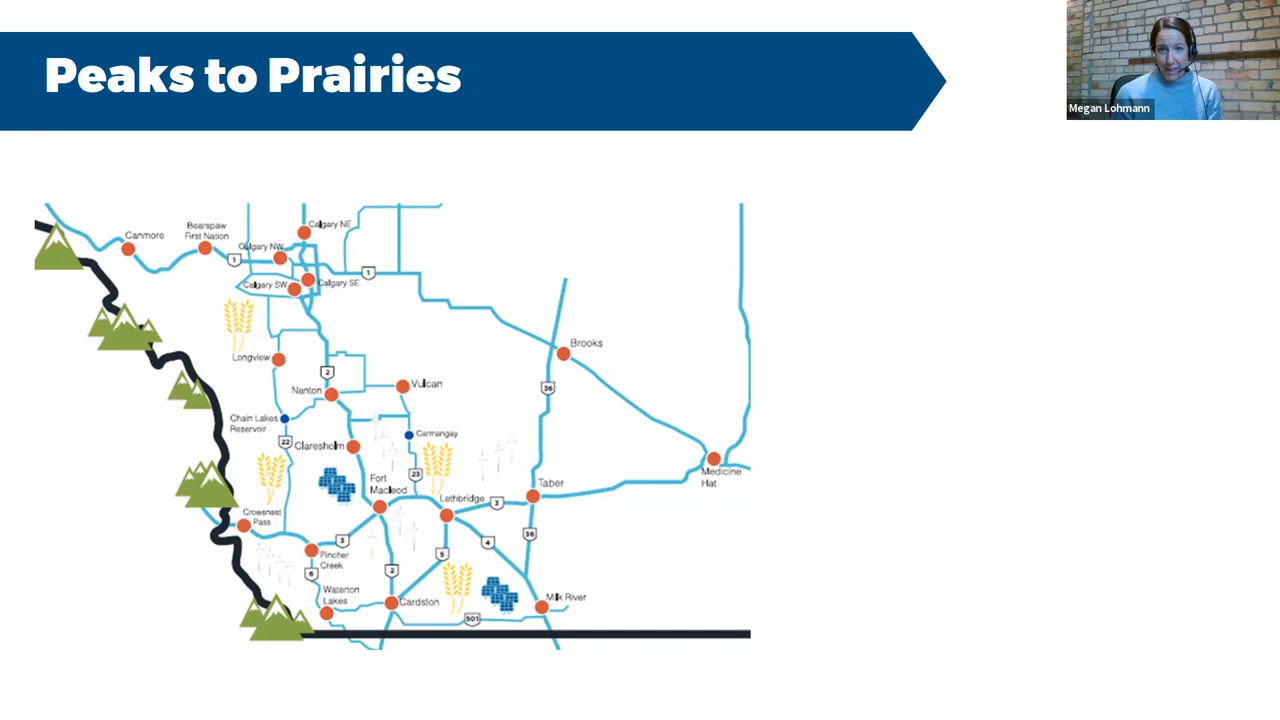 Peaks to Prairies
Megan Lohmann
Canmore
Bearspaw
First Nation
Calgary NE
Calgary NW
1
1
Calgary SW
Calgary SE
Longview
2
Brooks
Nanton
Vulcan
36
Chain Lakes
Reservoir
22
Claresholm
Carmangay
23
Medicine
Hat
Fort
Macleod
Lethbridge
3
Taber
Crowsnest
Pass
3
36
Pincher
Creek
5
4
6
2
Waterton
Lakes
Cardston
Milk River
501